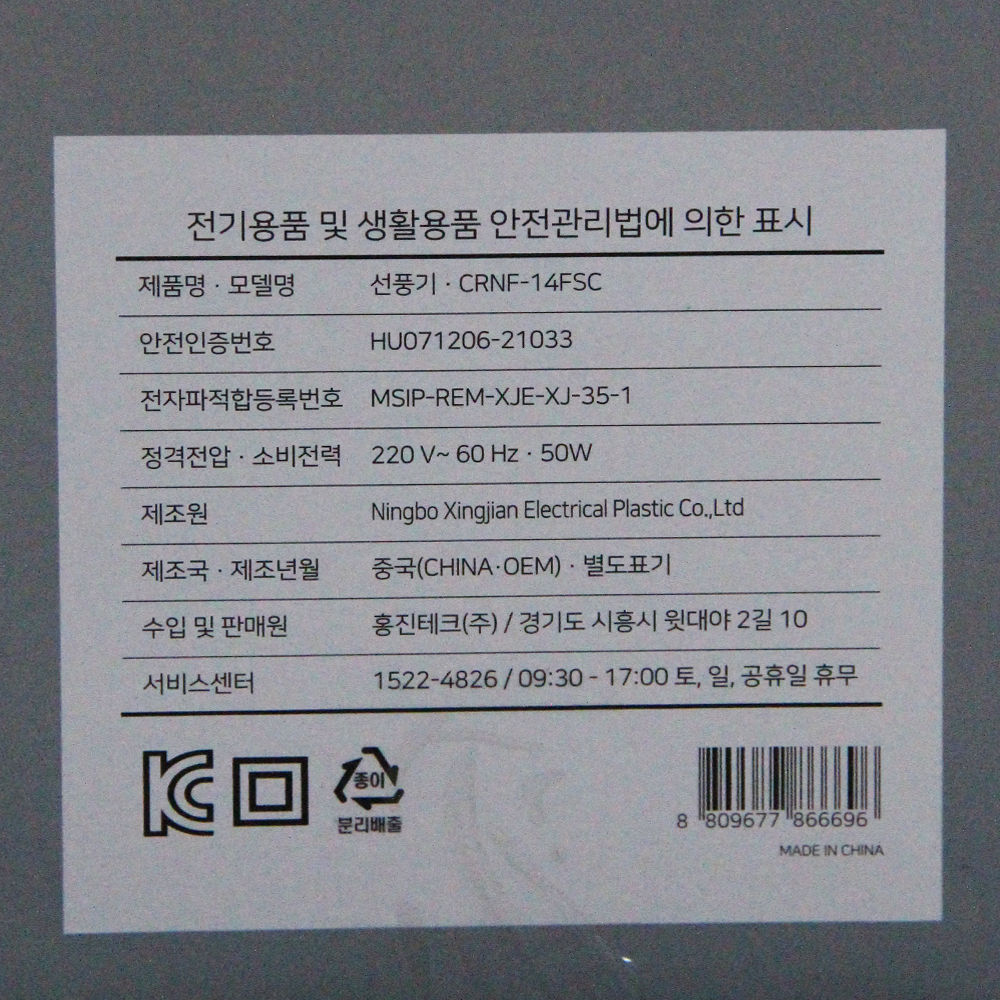 전기용품 및 생활용품 안전관리법에 의한 표시
제품명 · 모델명 선풍기 · CRNF-14FSC
안전인증번호 HU071206-21033
전자파적합등록번호 MSIP-REM-XJE-XJ-35-1
정격전압 · 소비전력 220 V~ 60 Hz · 50W
제조원 Ningbo Xingjian Electrical Plastic Co.,Ltd
제조국 · 제조년월 중국(CHINA·OEM) · 별도표기
수입 및 판매원 홍진테크(주) / 경기도 시흥시 윗대야 2길 10
서비스센터 1522-4826 / 09:30 - 17:00 토, 일, 공휴일 휴무
KC
종이
분리배출
8 809677 866696
MADE IN CHINA